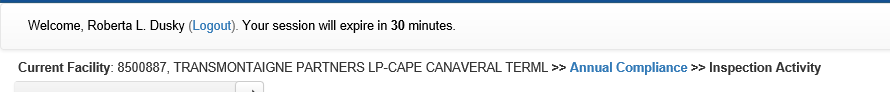 Welcome, Roberta L. Dusky (Logout). Your session will expire in 30 minutes.
Current Facility: 8500887, TRANSMONTAIGNE PARTNERS LP-CAPE CANAVERAL TERML >> Annual Compliance >> Inspection Activity